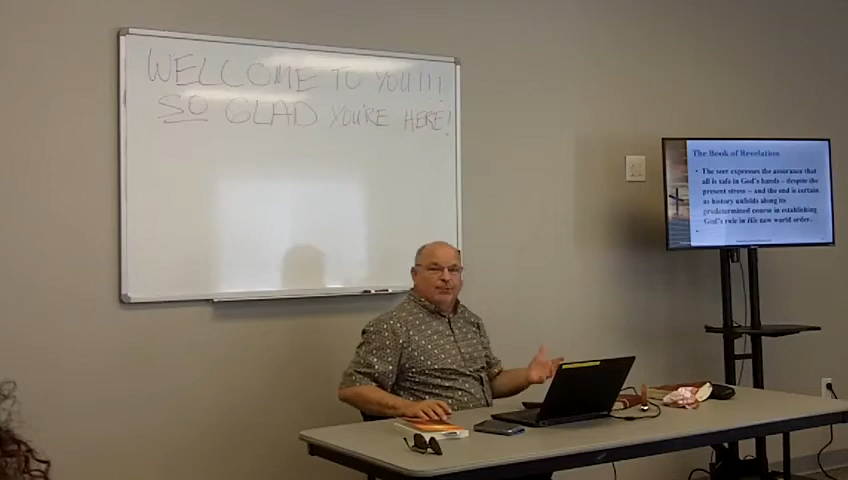 WELCOME TO YOU!!!
SO GLAD YOU'RE HERE!
The Book of Revelation
• The seer expresses the assurance that
all is safe in God's hands – despite the
present stress – and the end is certain
as history unfolds along its
predetermined course in establishing
God's rule in His new world order.